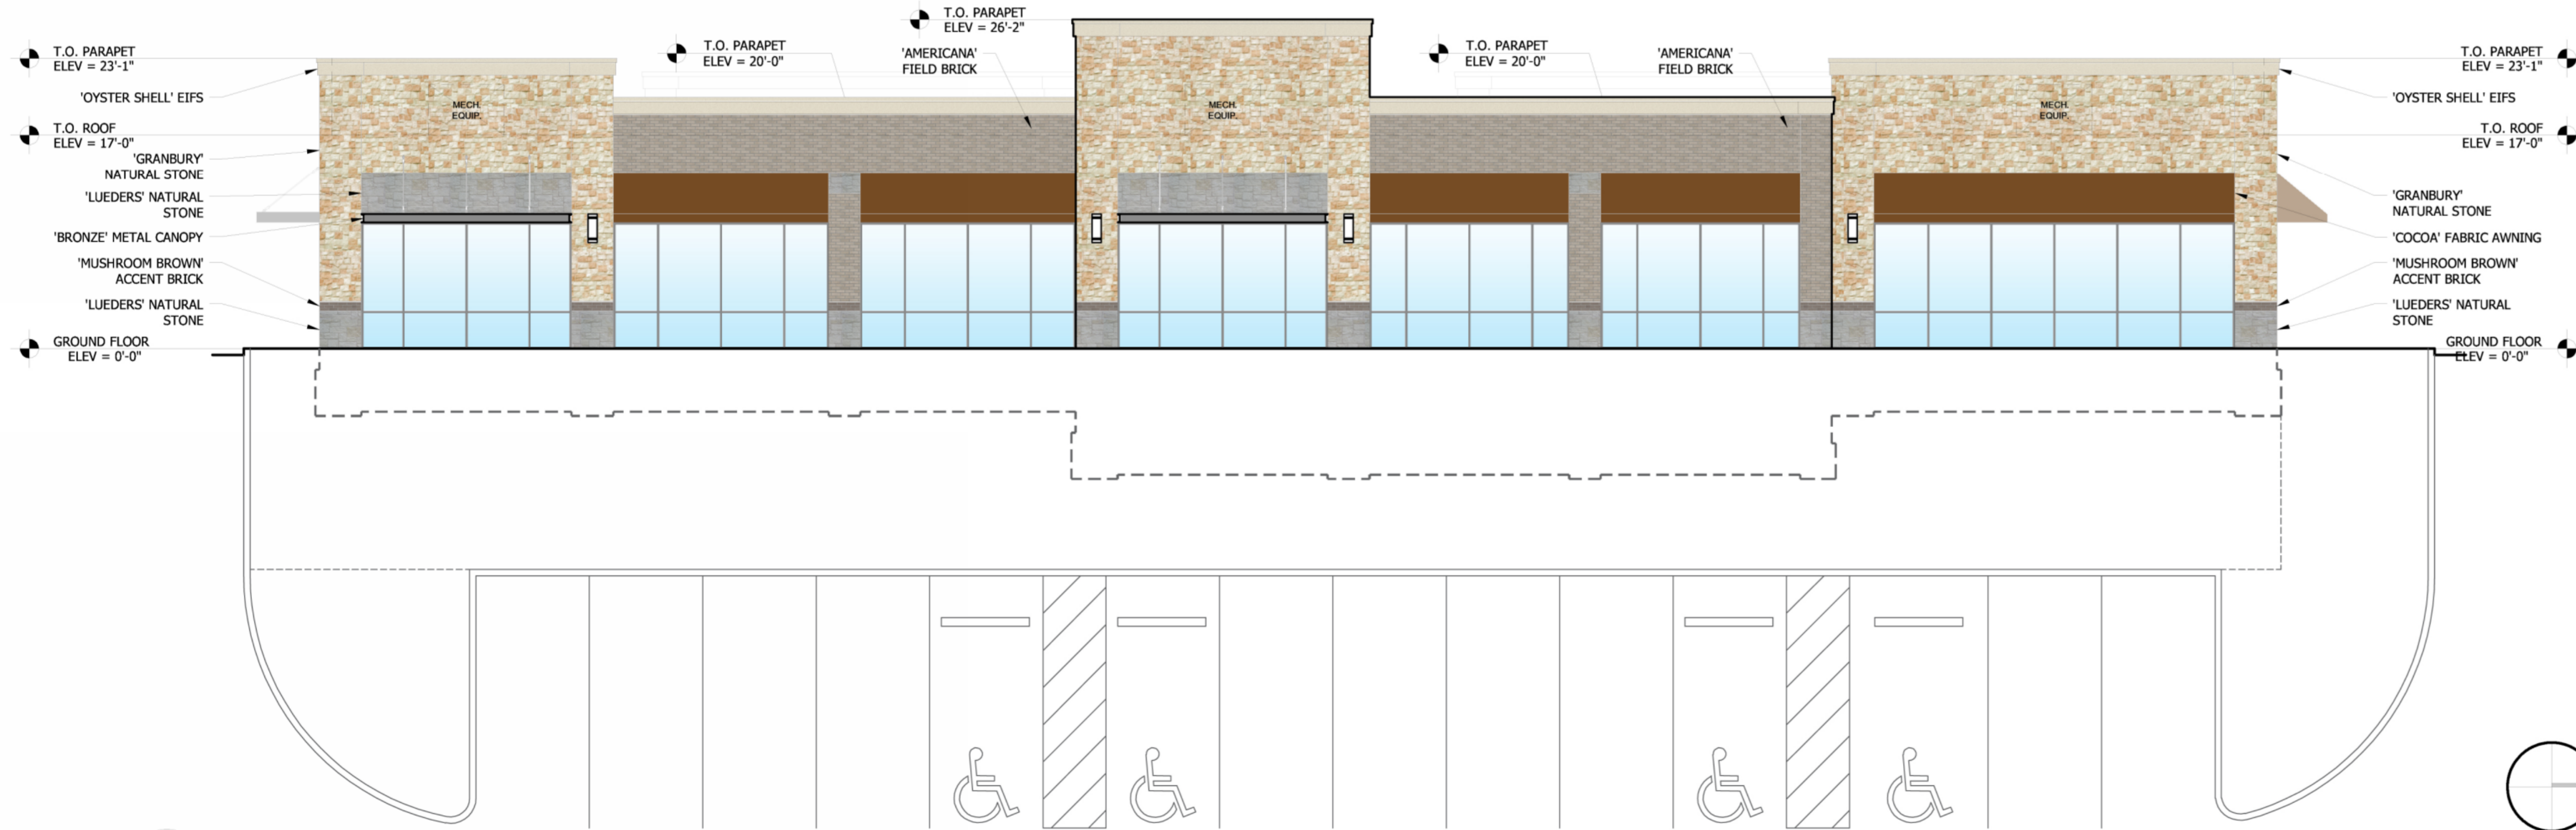 T.O. PARAPET
ELEV = 26'-2"
T.O. PARAPET
ELEV = 23'-1"
T.O. PARAPET
ELEV = 20'-0"
'AMERICANA'
FIELD BRICK
T.O. PARAPET
ELEV = 20'-0"
'AMERICANA'
FIELD BRICK
T.O. PARAPET
ELEV = 23'-1"
'OYSTER SHELL' EIFS
T.O. ROOF
ELEV = 17'-0"
'GRANBURY'
NATURAL STONE
'LUEDERS' NATURAL
STONE
'BRONZE' METAL CANOPY
'MUSHROOM BROWN'
ACCENT BRICK
'LUEDERS' NATURAL
STONE
GROUND FLOOR
ELEV = 0'-0"
MECH.
EQUIP.
MECH.
EQUIP.
MECH.
EQUIP.
'OYSTER SHELL' EIFS
T.O. ROOF
ELEV = 17'-0"
'GRANBURY'
NATURAL STONE
'COCOA' FABRIC AWNING
'MUSHROOM BROWN'
ACCENT BRICK
'LUEDERS' NATURAL
STONE
GROUND FLOOR
ELEV = 0'-0"